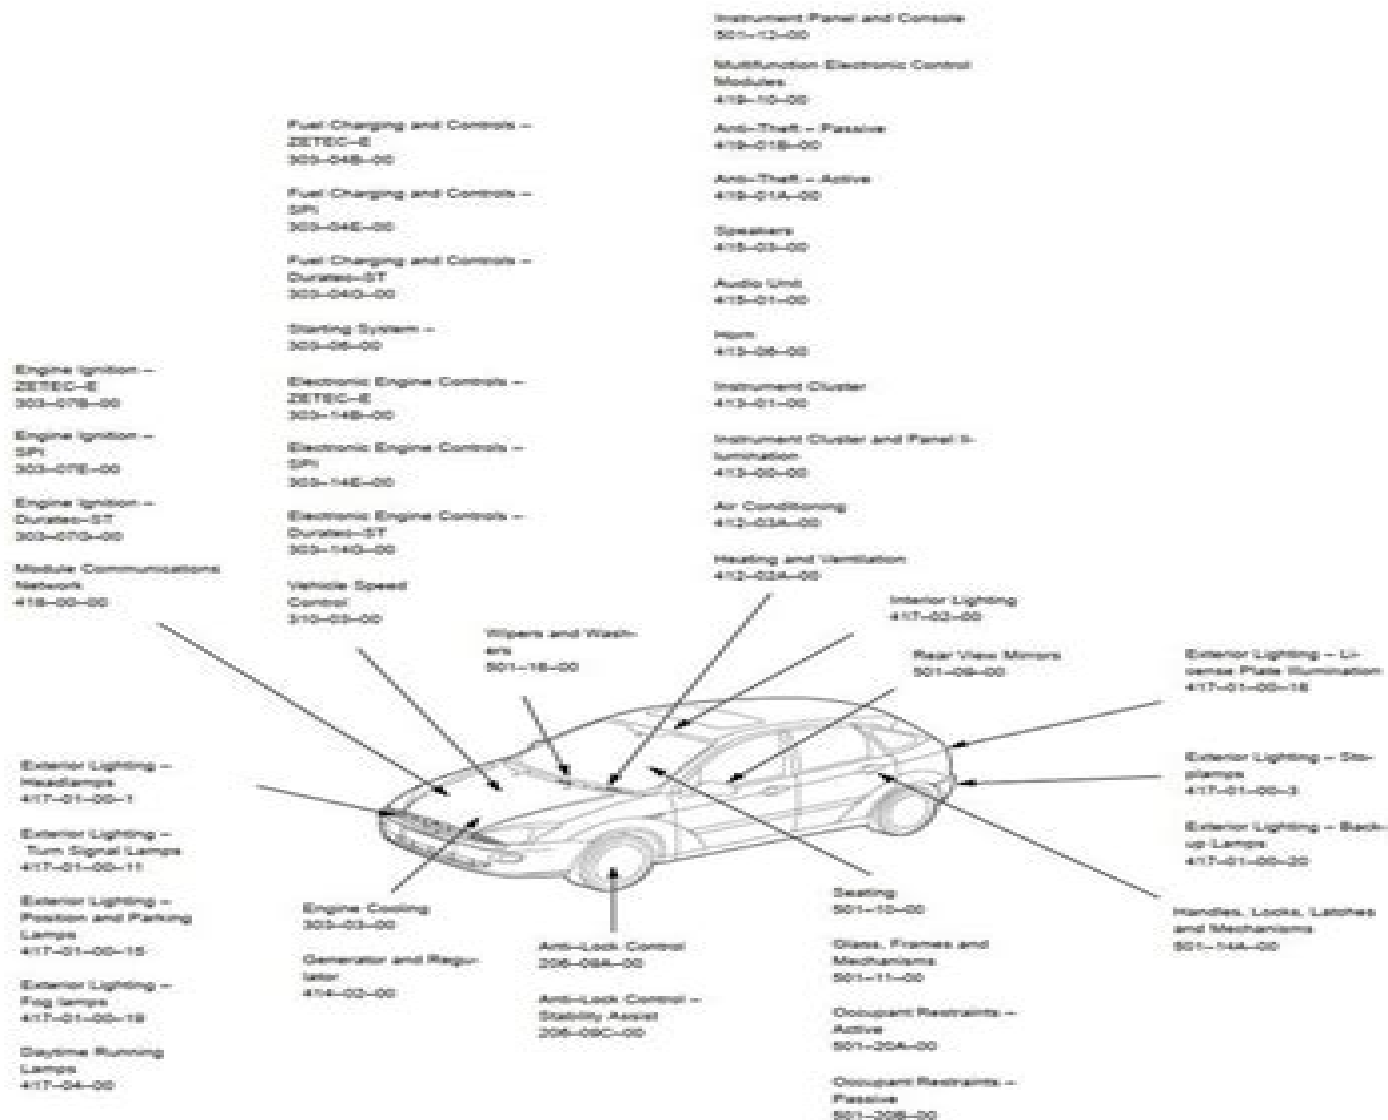 Instrument Panel and Console
501–12–00
Multifunction Electronic Control
Modules
419–10–00
Anti–Theft – Passive
419–01B–00
Anti–Theft – Active
419–01A–00
Speakers
415–03–00
Audio Unit
415–01–00
Horn
413–06–00
Instrument Cluster
413–01–00
Instrument Cluster and Panel Il-
lumination
413–00–00
Air Conditioning
412–03A–00
Heating and Ventilation
412–02A–00
Fuel Charging and Controls –
ZETEC–E
303–04B–00
Fuel Charging and Controls –
SPI
303–04E–00
Fuel Charging and Controls –
Duratec–ST
303–04G–00
Starting System –
303–06–00
Electronic Engine Controls –
ZETEC–E
303–14B–00
Electronic Engine Controls –
SPI
303–14E–00
Electronic Engine Controls –
Duratec–ST
303–14G–00
Vehicle Speed
Control
310–03–00
Engine Ignition –
ZETEC–E
303–07B–00
Engine Ignition –
SPI
303–07E–00
Engine Ignition –
Duratec–ST
303–07G–00
Module Communications
Network
418–00–00
Wipers and Wash-
ers
501–16–00
Interior Lighting
417–02–00
Rear View Mirrors
501–09–00
Exterior Lighting – Li-
cense Plate Illumination
417–01–00–18
Exterior Lighting – Sto-
plamps
417–01–00–3
Exterior Lighting – Back-
up Lamps
417–01–00–20
Handles, Locks, Latches
and Mechanisms
501–14A–00
Exterior Lighting –
Headlamps
417–01–00–1
Exterior Lighting –
Turn Signal Lamps
417–01–00–11
Exterior Lighting –
Position and Parking
Lamps
417–01–00–15
Exterior Lighting –
Fog lamps
417–01–00–19
Daytime Running
Lamps
417–04–00
Engine Cooling
303–03–00
Generator and Regu-
lator
414–02–00
Anti–Lock Control
206–09A–00
Anti–Lock Control –
Stability Assist
206–09C–00
Seating
501–10–00
Glass, Frames and
Mechanisms
501–11–00
Occupant Restraints –
Active
501–20A–00
Occupant Restraints –
Passive
501–20B–00